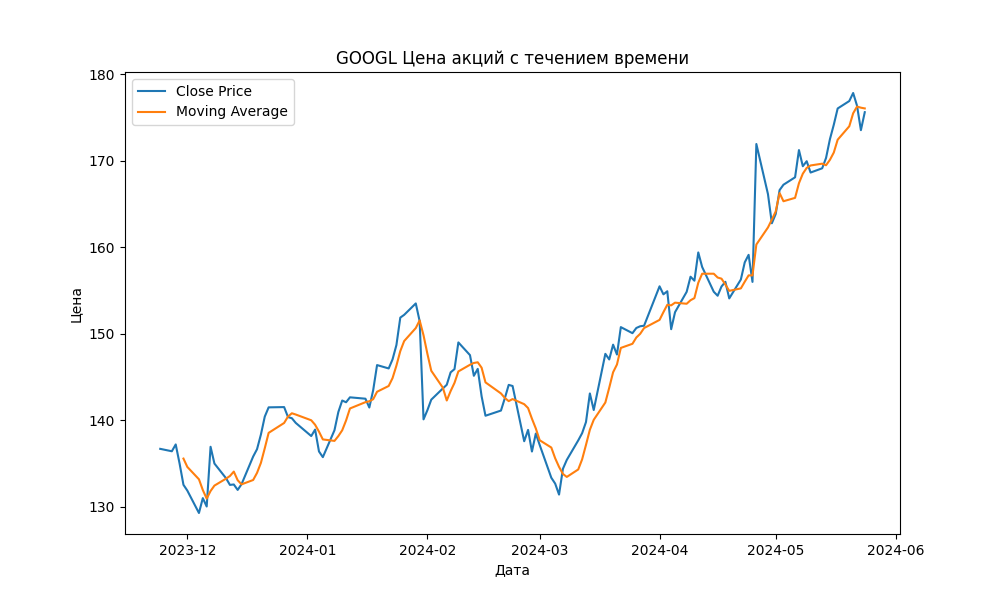 GOOGL Цена акций с течением времени
Close Price
Moving Average
Цена
180
170
160
150
140
130
2023-12
2024-01
2024-02
2024-03
2024-04
2024-05
2024-06
Дата